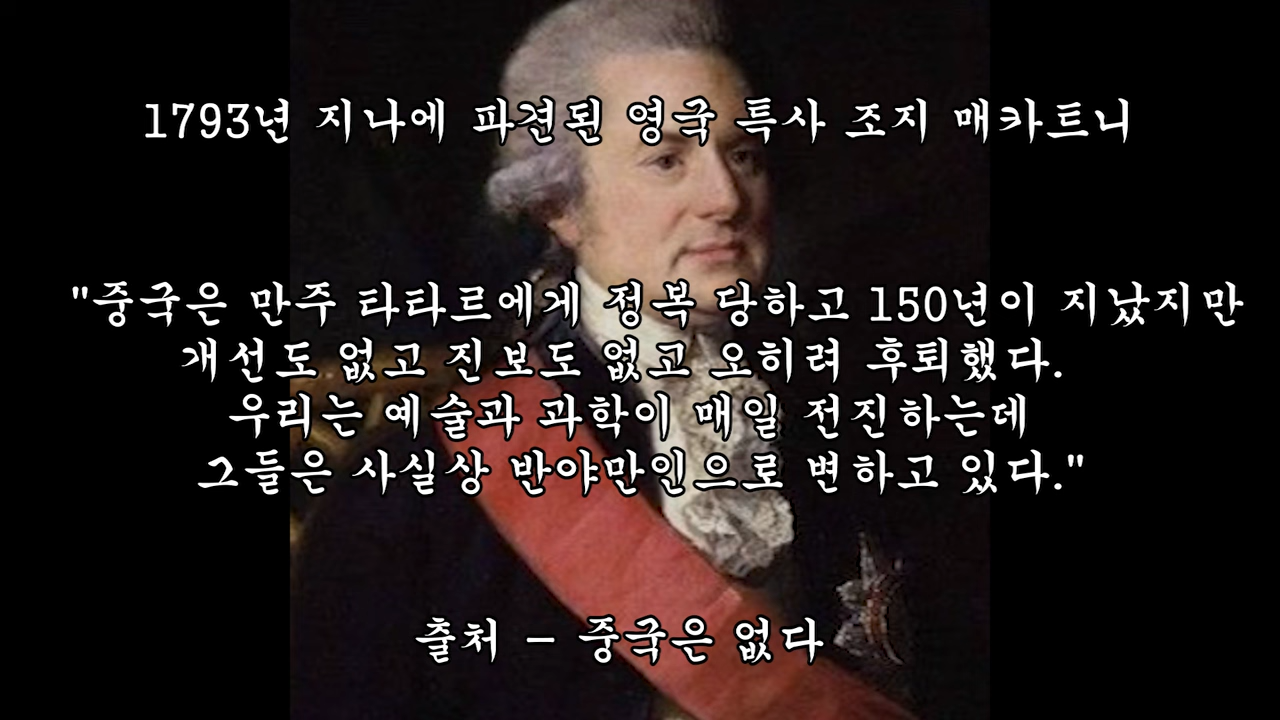 1793년 지나에 파견된 영국 특사 조지 매카트니
"중국은 만주 타타르에게 정복 당하고 150년이 지났지만
개선도 없고 진보도 없고 오히려 후퇴했다.
우리는 예술과 과학이 매일 전진하는데
그들은 사실상 반야만인으로 변하고 있다."
출처 - 중국은 없다